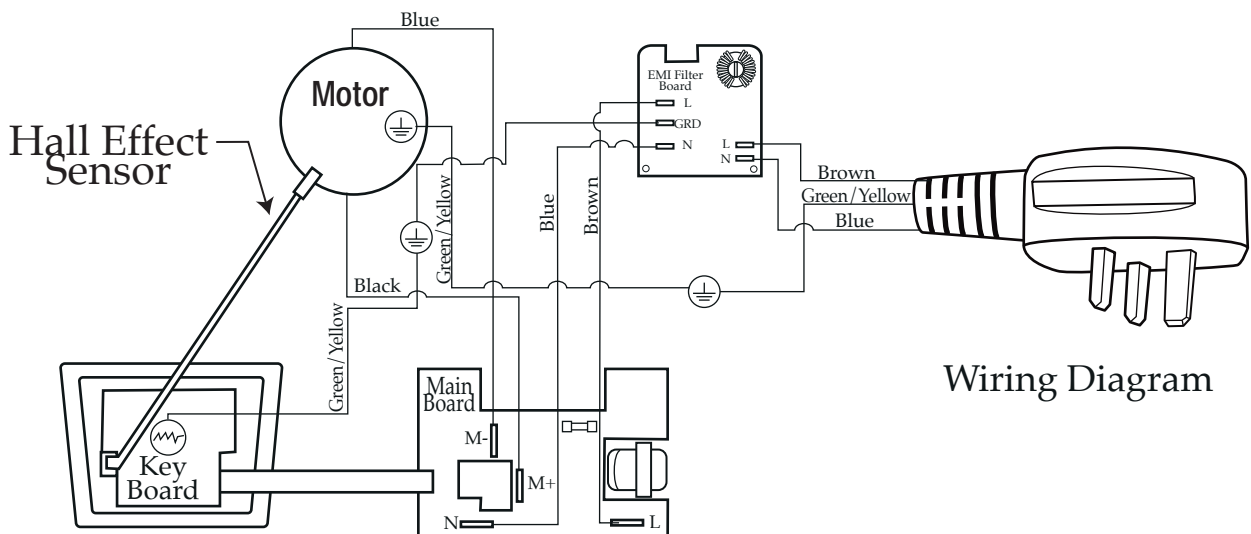 Blue
Motor
EMI Filter
Board
L
GRD
N
L
N
Hall Effect
Sensor
Brown
Green/Yellow
Blue
Green/Yellow
Blue
Brown
Black
Green/Yellow
Wiring Diagram
Main
Board
M-
M+
Key
Board
N
L